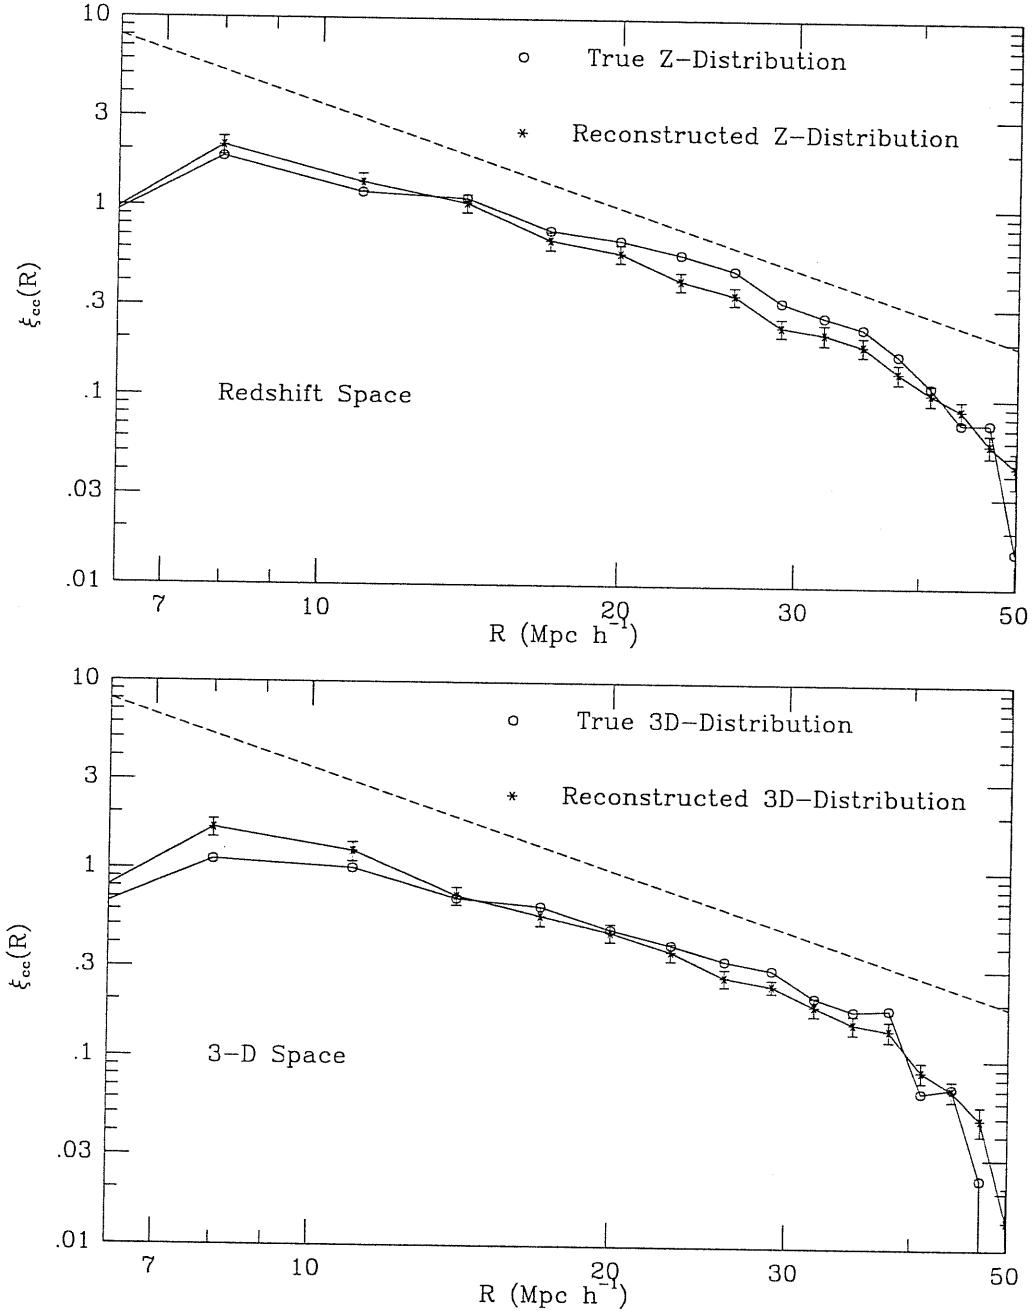 10
True Z-Distribution
3
Reconstructed Z-Distribution
1
ξcc(R)
.3
Redshift Space
.1
.03
.01
7 10 20 30 50
R (Mpc h⁻¹)
10
True 3D-Distribution
3
Reconstructed 3D-Distribution
1
ξcc(R)
.3
3-D Space
.1
.03
.01
7 10 20 30 50
R (Mpc h⁻¹)